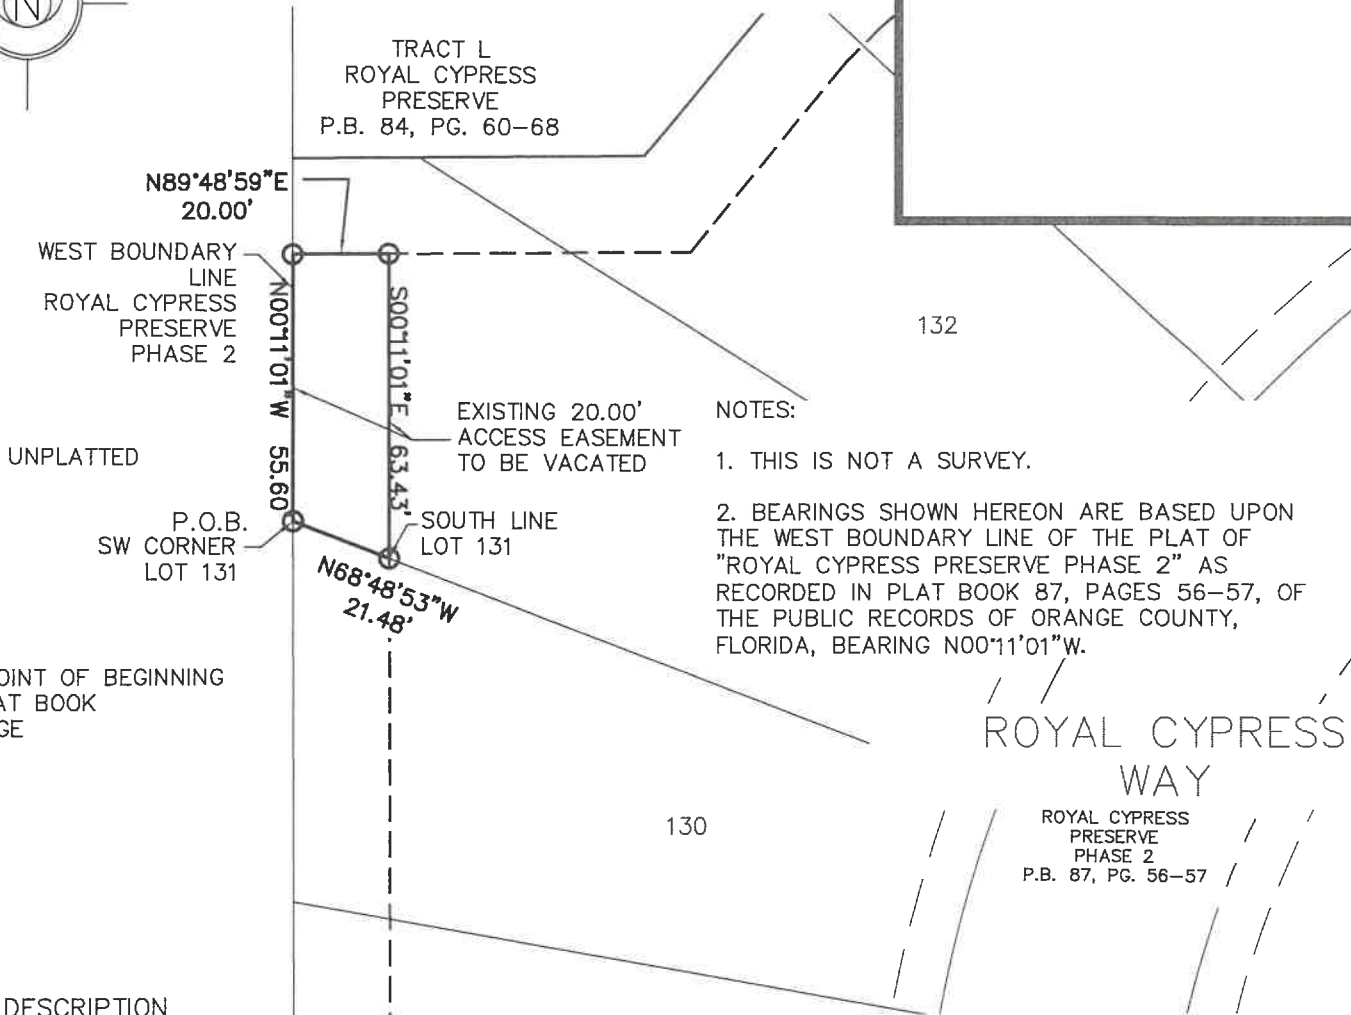 N
TRACT L
ROYAL CYPRESS
PRESERVE
P.B. 84, PG. 60-68
N89°48'59"E
20.00'
WEST BOUNDARY
LINE
ROYAL CYPRESS
PRESERVE
PHASE 2
N00°11'01"W 55.60'
S00°11'01"E 63.43'
132
EXISTING 20.00'
ACCESS EASEMENT
TO BE VACATED
UNPLATTED
P.O.B.
SW CORNER
LOT 131
SOUTH LINE
LOT 131
N68°48'53"W
21.48'
NOTES:
1. THIS IS NOT A SURVEY.
2. BEARINGS SHOWN HEREON ARE BASED UPON
THE WEST BOUNDARY LINE OF THE PLAT OF
"ROYAL CYPRESS PRESERVE PHASE 2" AS
RECORDED IN PLAT BOOK 87, PAGES 56-57, OF
THE PUBLIC RECORDS OF ORANGE COUNTY,
FLORIDA, BEARING N00°11'01"W.
OINT OF BEGINNING
AT BOOK
GE
ROYAL CYPRESS
WAY
ROYAL CYPRESS
PRESERVE
PHASE 2
P.B. 87, PG. 56-57
130
DESCRIPTION